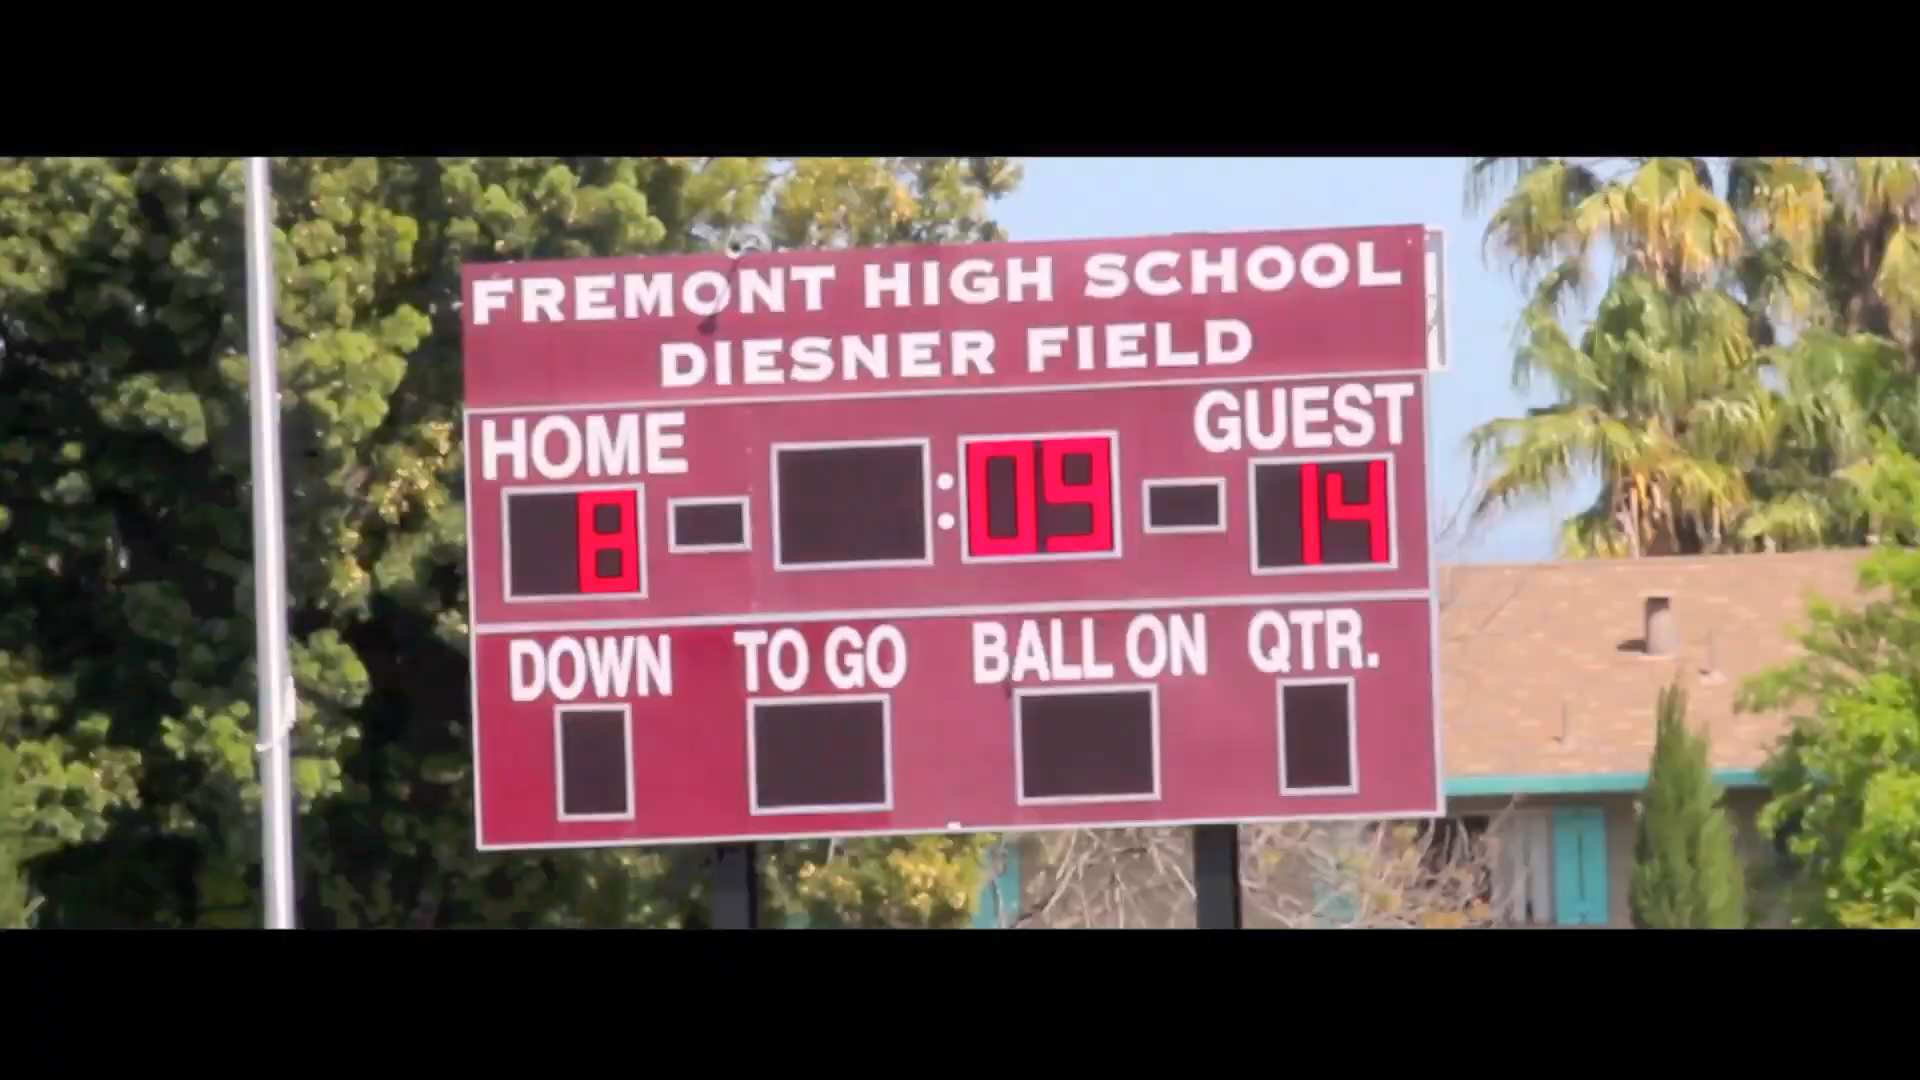 FREMONT HIGH SCHOOL
DIESNER FIELD
HOME GUEST
8 :09 14
DOWN TO GO BALL ON QTR.